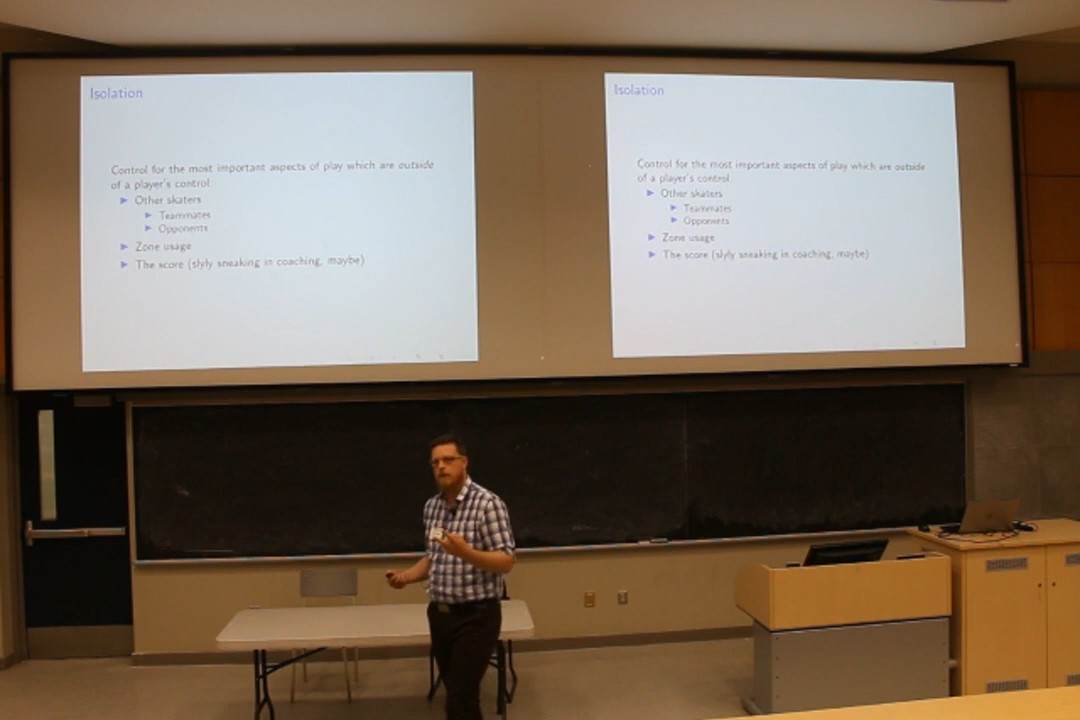 Isolation
Control for the most important aspects of play which are outside
of a player's control
Other skaters
Teammates
Opponents
Zone usage
The score (slyly sneaking in coaching, maybe)
Isolation
Control for the most important aspects of play which are outside
of a player's control
Other skaters
Teammates
Opponents
Zone usage
The score (slyly sneaking in coaching, maybe)